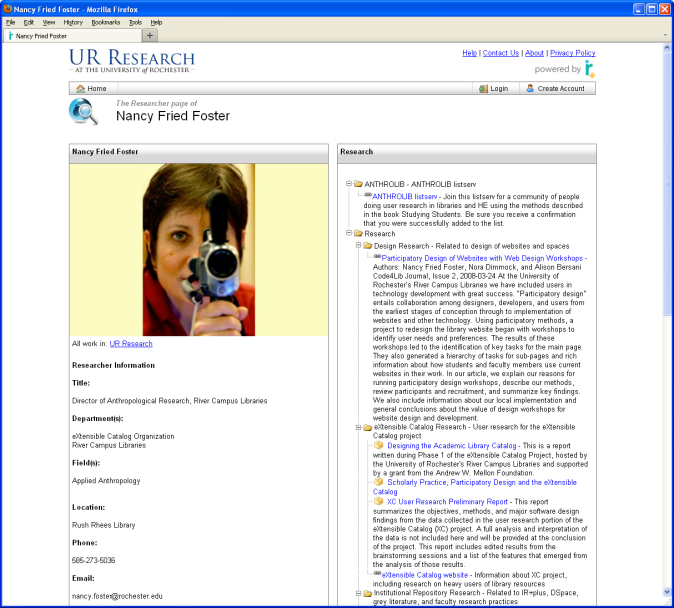 Nancy Fried Foster - Mozilla Firefox
File Edit View History Bookmarks Tools Help
Nancy Fried Foster
UR RESEARCH
AT THE UNIVERSITY of ROCHESTER
Help | Contact Us | About | Privacy Policy
powered by ir+
Home
Login
Create Account
The Researcher page of
Nancy Fried Foster
Nancy Fried Foster
All work in: UR Research
Researcher Information
Title:
Director of Anthropological Research, River Campus Libraries
Department(s):
eXtensible Catalog Organization
River Campus Libraries
Field(s):
Applied Anthropology
Location:
Rush Rhees Library
Phone:
585-273-5036
Email:
nancy.foster@rochester.edu
Research
ANTHROLIB - ANTHROLIB listserv
ANTHROLIB listserv - Join this listserv for a community of people
doing user research in libraries and HE using the methods described
in the book Studying Students. Be sure you receive a confirmation
that you were successfully added to the list.
Research
Design Research - Related to design of websites and spaces
Participatory Design of Websites with Web Design Workshops -
Authors: Nancy Fried Foster, Nora Dimmock, and Alison Bersani
Code4Lib Journal, Issue 2, 2008-03-24 At the University of
Rochester's River Campus Libraries we have included users in
technology development with great success. "Participatory design"
entails collaboration among designers, developers, and users from
the earliest stages of conception through to implementation of
websites and other technology. Using participatory methods, a
project to redesign the library website began with workshops to
identify user needs and preferences. The results of these
workshops led to the identification of key tasks for the main page.
They also generated a hierarchy of tasks for sub-pages and rich
information about how students and faculty members use current
websites in their work. In our article, we explain our reasons for
running participatory design workshops, describe our methods,
review participants and recruitment, and summarize key findings.
We also include information about our local implementation and
general conclusions about the value of design workshops for
website design and development.
eXtensible Catalog Research - User research for the eXtensible
Catalog project
Designing the Academic Library Catalog - This is a report
written during Phase 1 of the eXtensible Catalog Project, hosted by
the University of Rochester's River Campus Libraries and supported
by a grant from the Andrew W. Mellon Foundation.
Scholarly Practice, Participatory Design and the eXtensible
Catalog
XC User Research Preliminary Report - This report
summarizes the objectives, methods, and major software design
findings from the data collected in the user research portion of the
eXtensible Catalog (XC) project. A full analysis and interpretation of
the data is not included here and will be provided at the conclusion
of the project. This report includes edited results from the
brainstorming sessions and a list of the features that emerged from
the analysis of those results.
eXtensible Catalog website - Information about XC project,
including research on heavy users of library resources
Institutional Repository Research - Related to IR+plus, DSpace,
grey literature, and faculty research practices